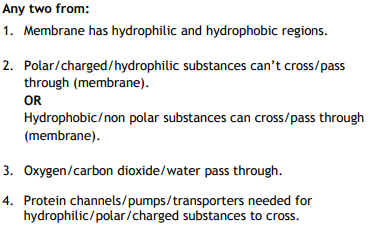 Any two from:
1. Membrane has hydrophilic and hydrophobic regions.
2. Polar/charged/hydrophilic substances can't cross/pass
through (membrane).
OR
Hydrophobic/non polar substances can cross/pass through
(membrane).
3. Oxygen/carbon dioxide/water pass through.
4. Protein channels/pumps/transporters needed for
hydrophilic/polar/charged substances to cross.